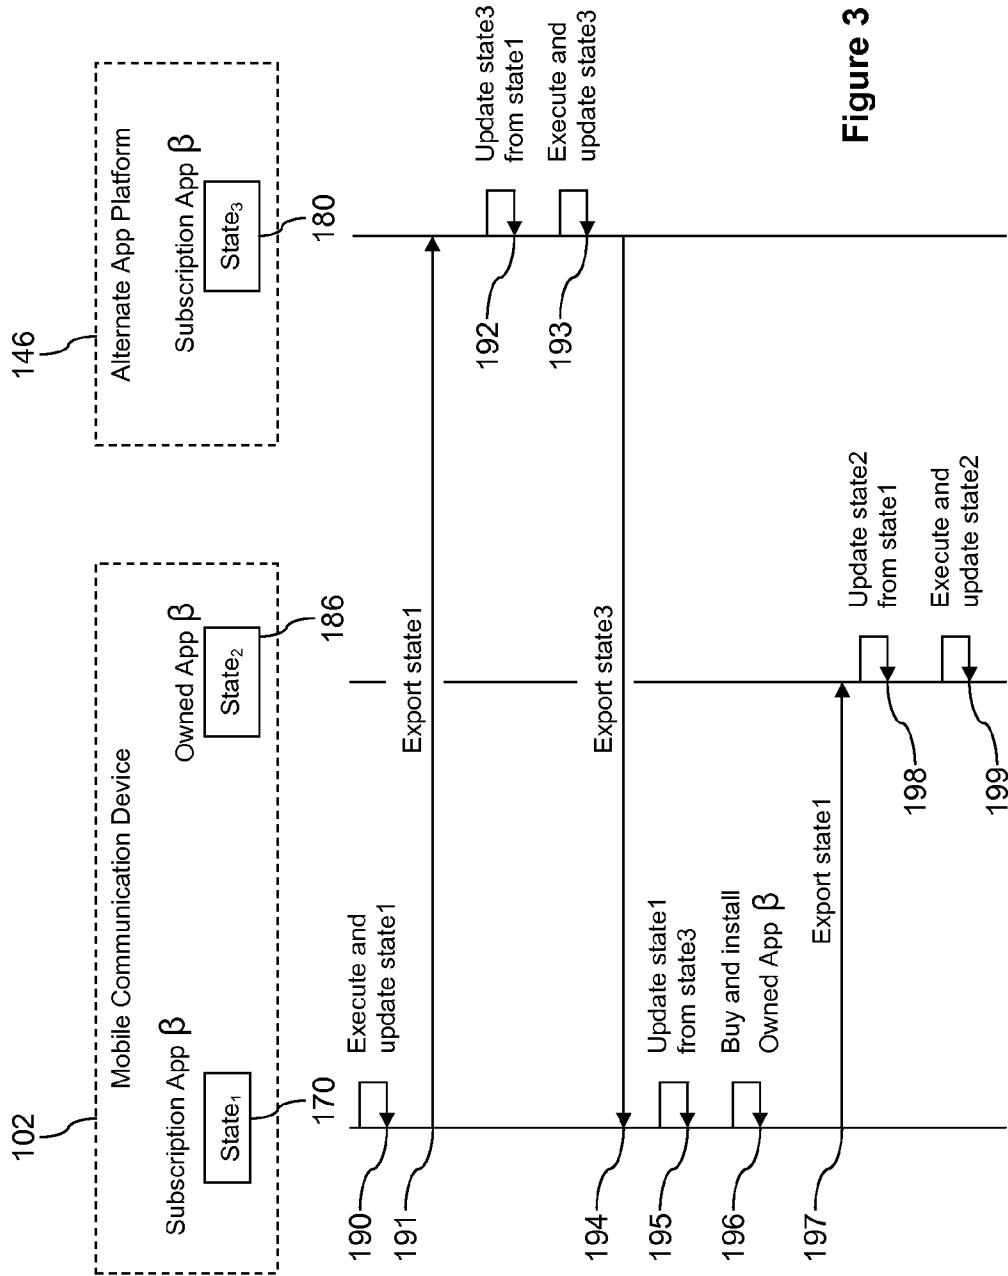 102
146
Mobile Communication Device
Alternate App Platform
Subscription App β
Owned App β
Subscription App β
State₁
State₂
State₃
170
186
180
190
Execute and
update state1
191
Export state1
192
Update state3
from state1
193
Execute and
update state3
194
Export state3
195
Update state1
from state3
196
Buy and install
Owned App β
197
Export state1
198
Update state2
from state1
199
Execute and
update state2
Figure 3